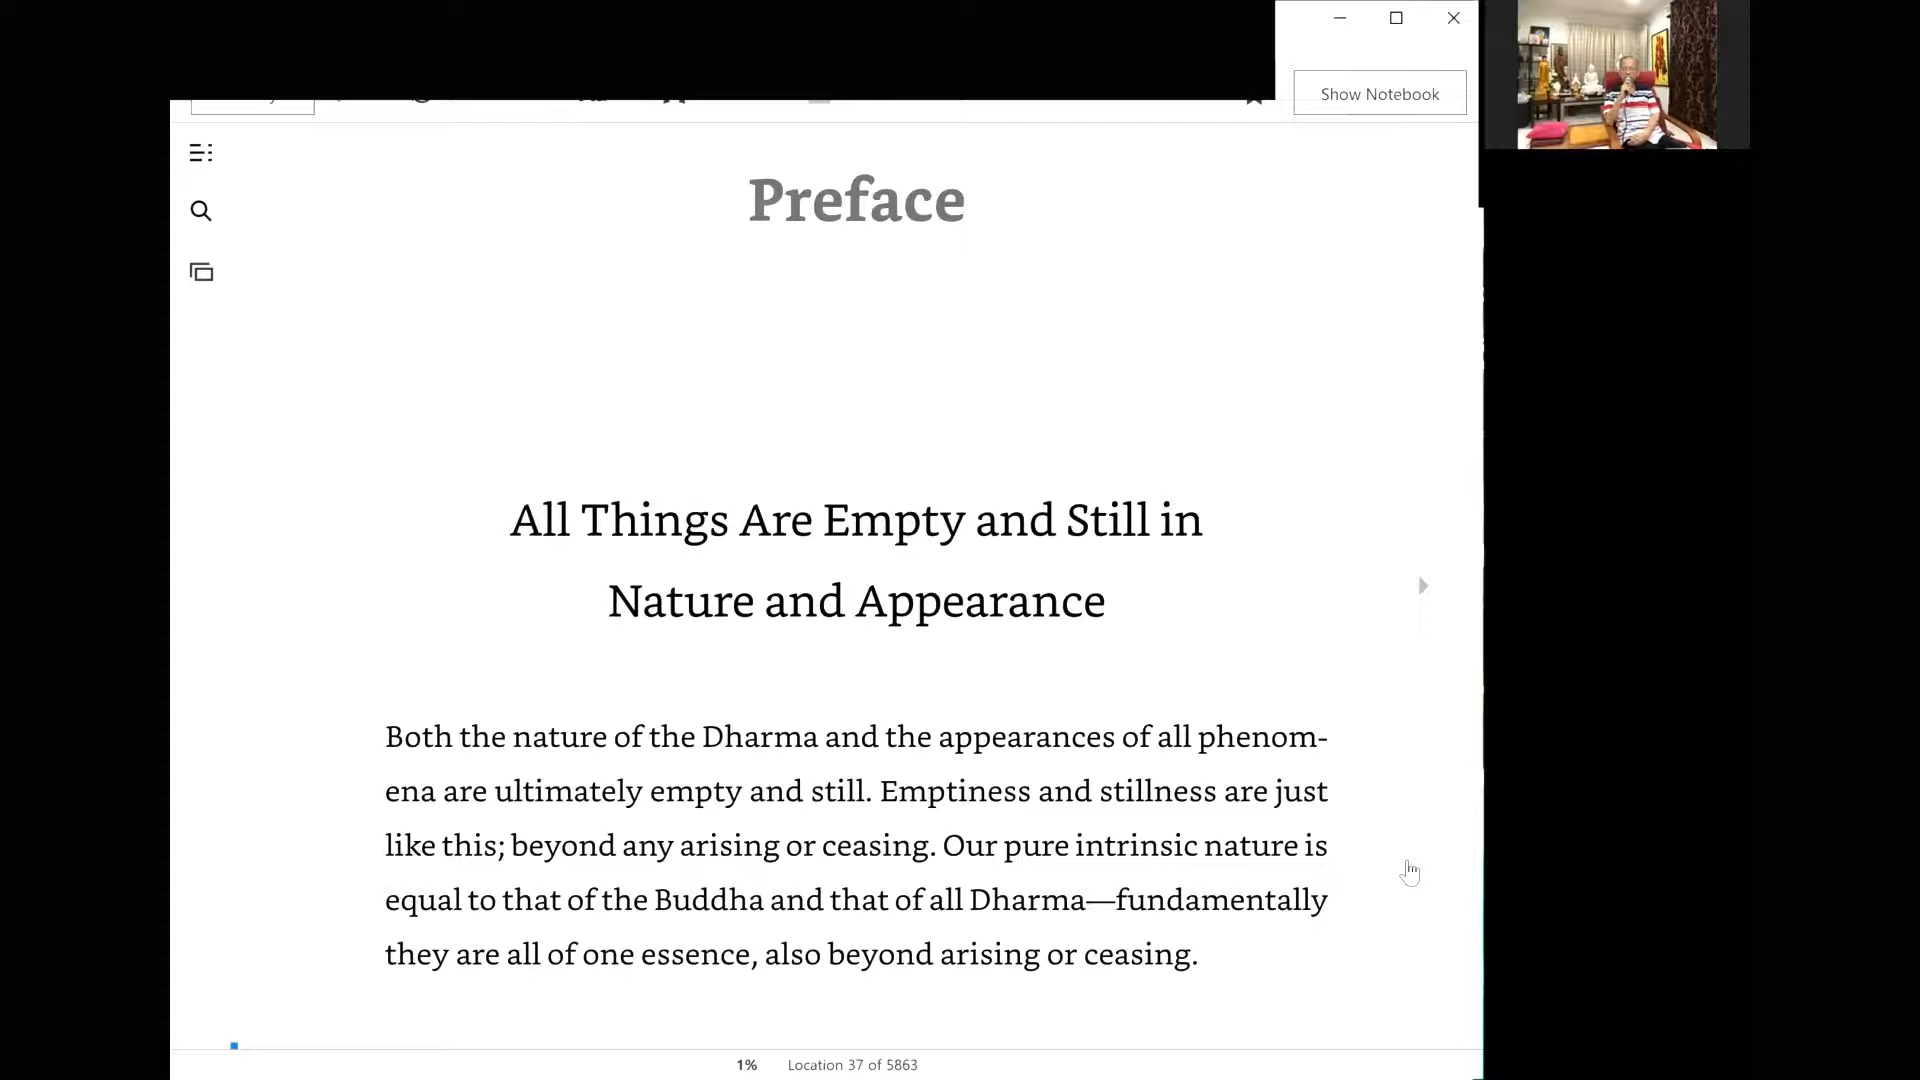 Show Notebook
Preface
All Things Are Empty and Still in
Nature and Appearance
Both the nature of the Dharma and the appearances of all phenom-
ena are ultimately empty and still. Emptiness and stillness are just
like this; beyond any arising or ceasing. Our pure intrinsic nature is
equal to that of the Buddha and that of all Dharma—fundamentally
they are all of one essence, also beyond arising or ceasing.
1% Location 37 of 5863